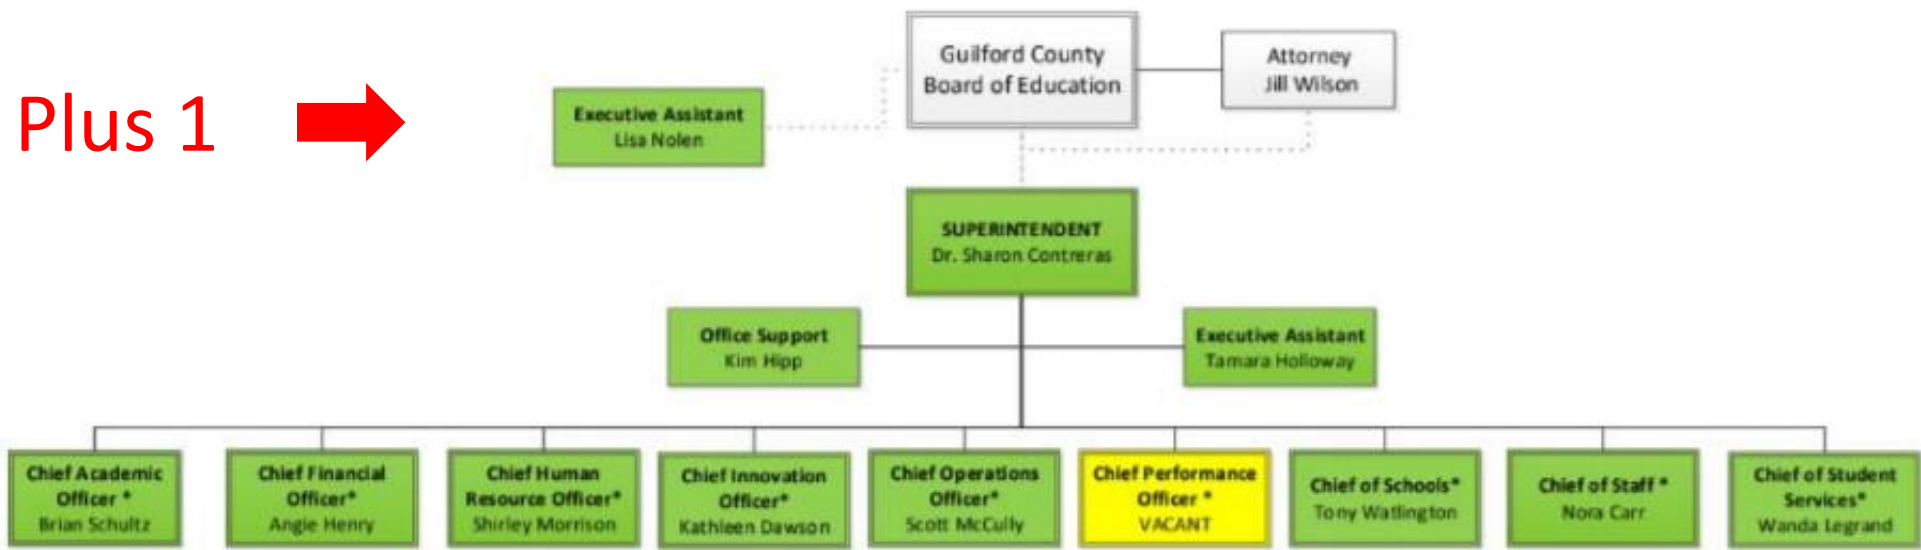 Plus 1
Guilford County
Board of Education
Attorney
Jill Wilson
Executive Assistant
Lisa Nolen
SUPERINTENDENT
Dr. Sharon Contreras
Office Support
Kim Hipp
Executive Assistant
Tamara Holloway
Chief Academic
Officer *
Brian Schultz
Chief Financial
Officer*
Angie Henry
Chief Human
Resource Officer*
Shirley Morrison
Chief Innovation
Officer*
Kathleen Dawson
Chief Operations
Officer*
Scott McCully
Chief Performance
Officer *
VACANT
Chief of Schools*
Tony Watlington
Chief of Staff *
Nora Carr
Chief of Student
Services*
Wanda Legrand